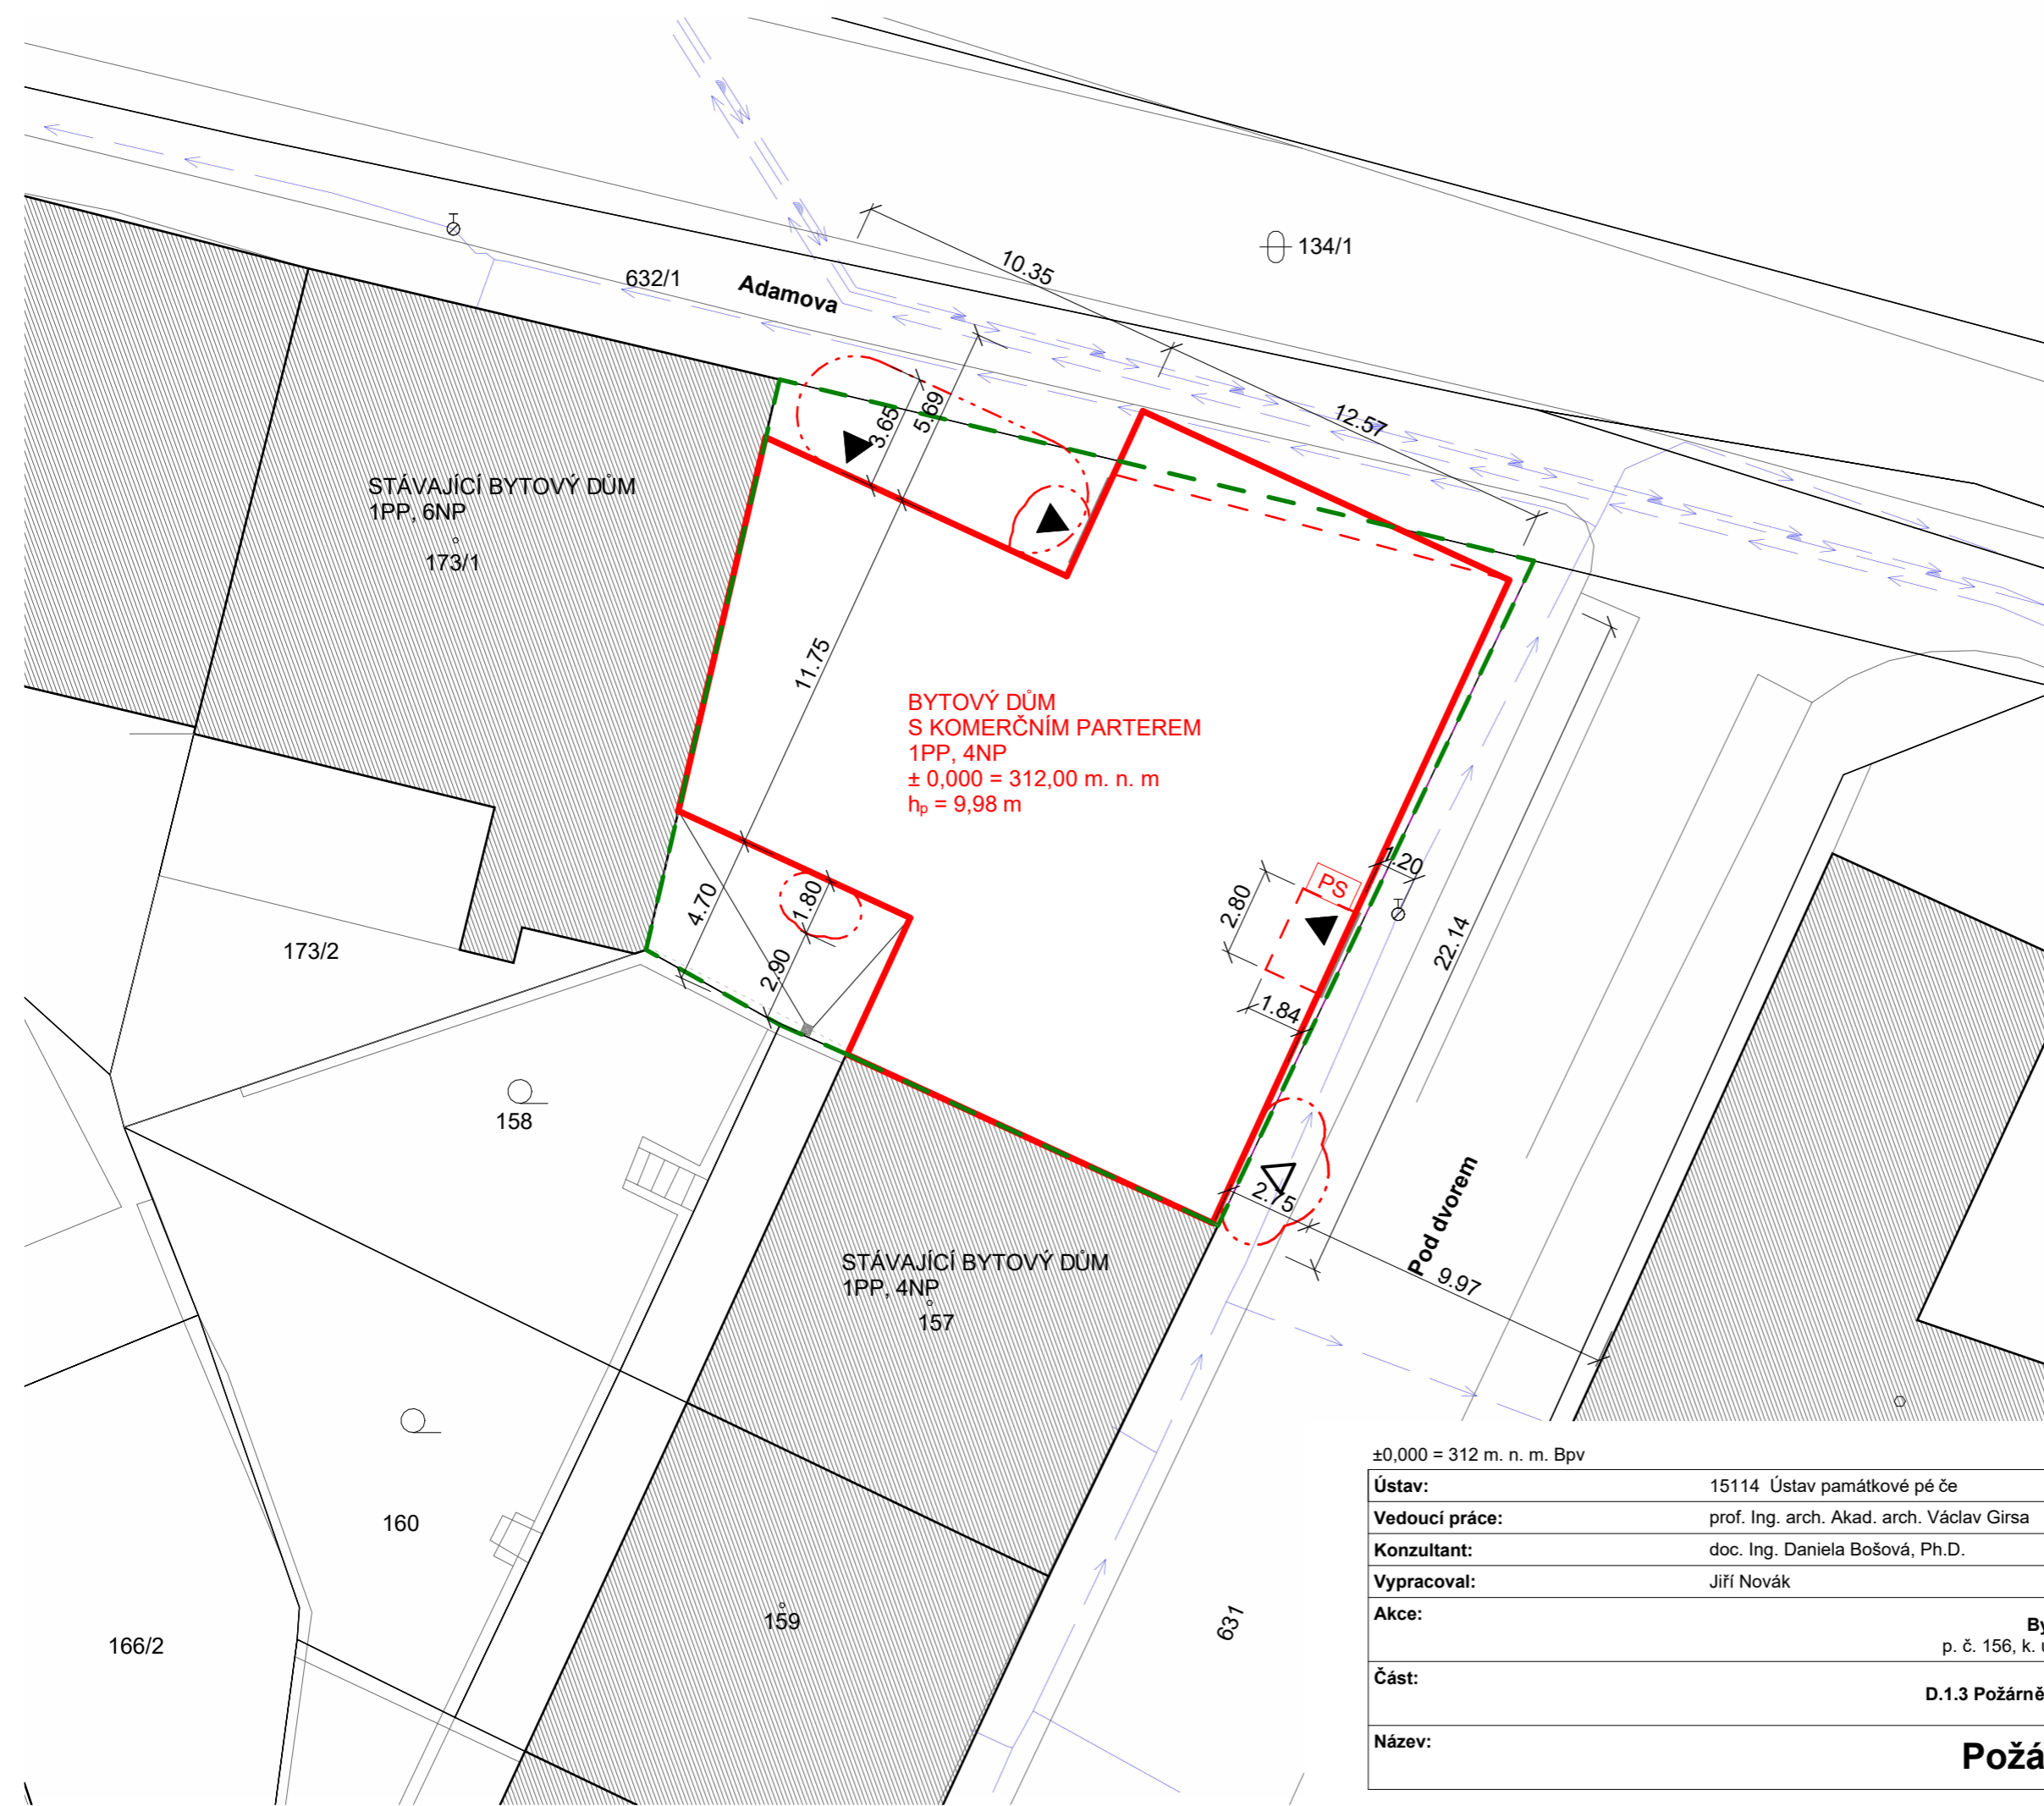 134/1
10.35
632/1
Adamova
12.57
3.65
5.69
STÁVAJÍCÍ BYTOVÝ DŮM
1PP, 6NP
173/1
11.75
BYTOVÝ DŮM
S KOMERČNÍM PARTEREM
1PP, 4NP
± 0,000 = 312,00 m. n. m
hₚ = 9,98 m
1.20
PS
2.80
1.80
4.70
22.14
173/2
2.90
1.84
158
2.75
Pod dvorem
STÁVAJÍCÍ BYTOVÝ DŮM
1PP, 4NP
157
9.97
160
159
631
166/2
±0,000 = 312 m. n. m. Bpv
Ústav: 15114 Ústav památkové pé če
Vedoucí práce: prof. Ing. arch. Akad. arch. Václav Girsa
Konzultant: doc. Ing. Daniela Bošová, Ph.D.
Vypracoval: Jiří Novák
Akce:
By
p. č. 156, k. ú
Část:
D.1.3 Požárně
Název:
Požá